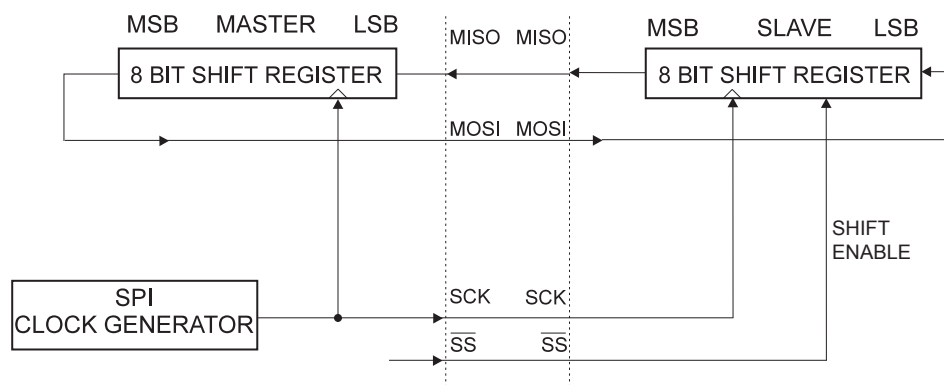 MSB MASTER LSB
8 BIT SHIFT REGISTER
MISO MISO
MSB SLAVE LSB
8 BIT SHIFT REGISTER
MOSI MOSI
SHIFT
ENABLE
SPI
CLOCK GENERATOR
SCK SCK
SS SS